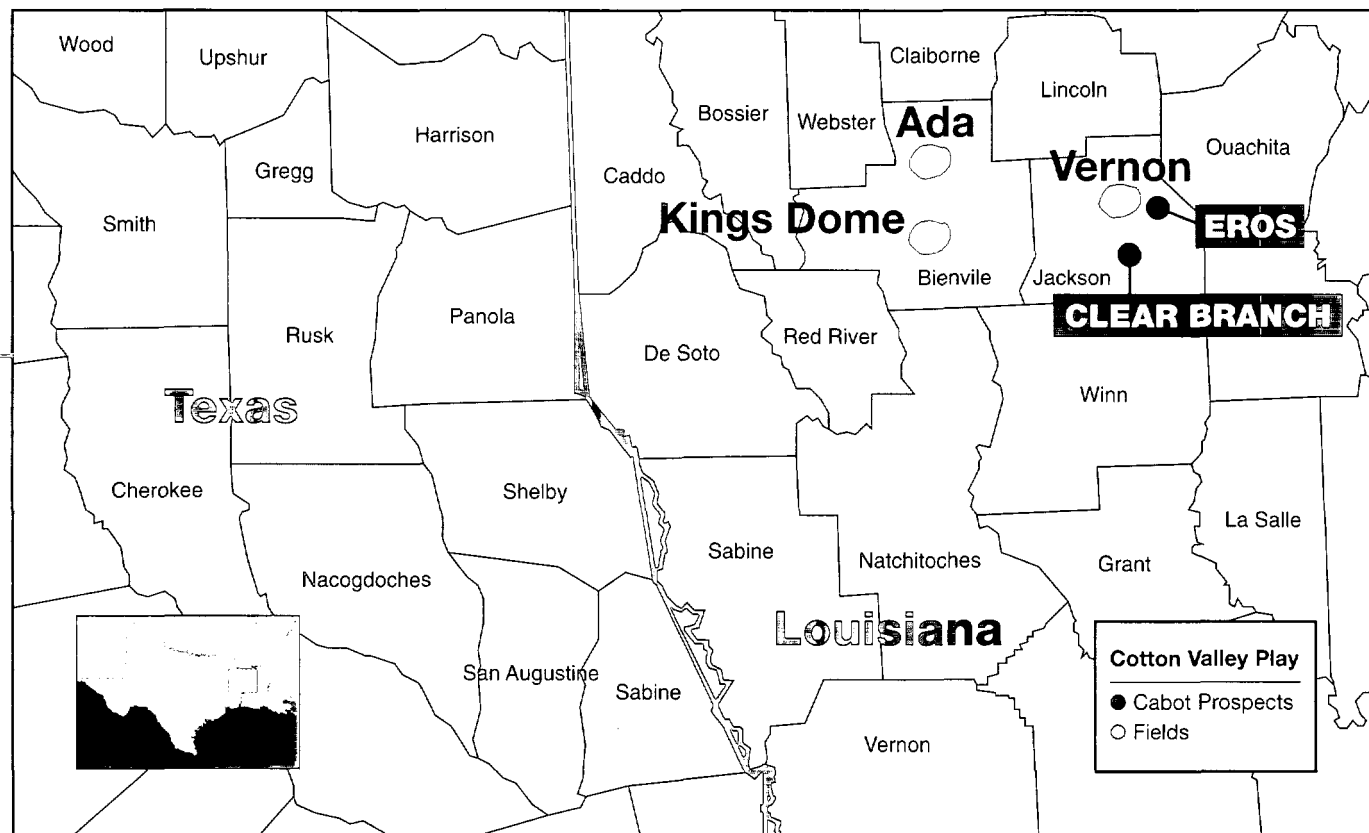 Wood
Upshur
Claiborne
Lincoln
Harrison
Bossier
Webster
Ada
Ouachita
Gregg
Caddo
Vernon
Smith
Kings Dome
EROS
Bienvile
Jackson
Panola
CLEAR BRANCH
Rusk
De Soto
Red River
Winn
Texas
Cherokee
Shelby
La Salle
Sabine
Natchitoches
Grant
Nacogdoches
Louisiana
San Augustine
Sabine
Vernon
Cotton Valley Play
Cabot Prospects
Fields